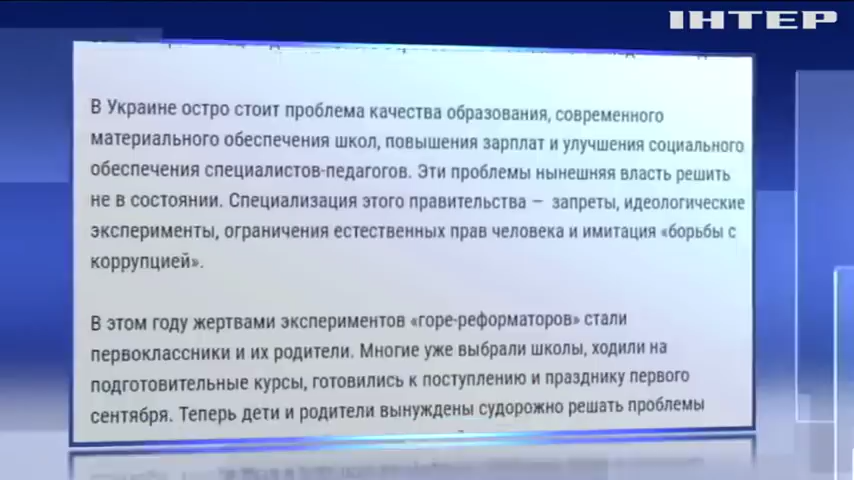 ІНТЕР
В Украине остро стоит проблема качества образования, современного
материального обеспечения школ, повышения зарплат и улучшения социального
обеспечения специалистов-педагогов. Эти проблемы нынешняя власть решить
не в состоянии. Специализация этого правительства — запреты, идеологические
эксперименты, ограничения естественных прав человека и имитация «борьбы с
коррупцией».
В этом году жертвами экспериментов «горе-реформаторов» стали
первоклассники и их родители. Многие уже выбрали школы, ходили на
подготовительные курсы, готовились к поступлению и празднику первого
сентября. Теперь дети и родители вынуждены судорожно решать проблемы